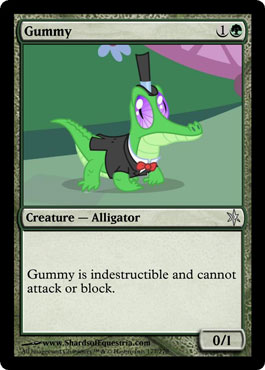 Gummy 1
Creature — Alligator
Gummy is indestructible and cannot
attack or block.
www.ShardsofEquestria.com
0/1